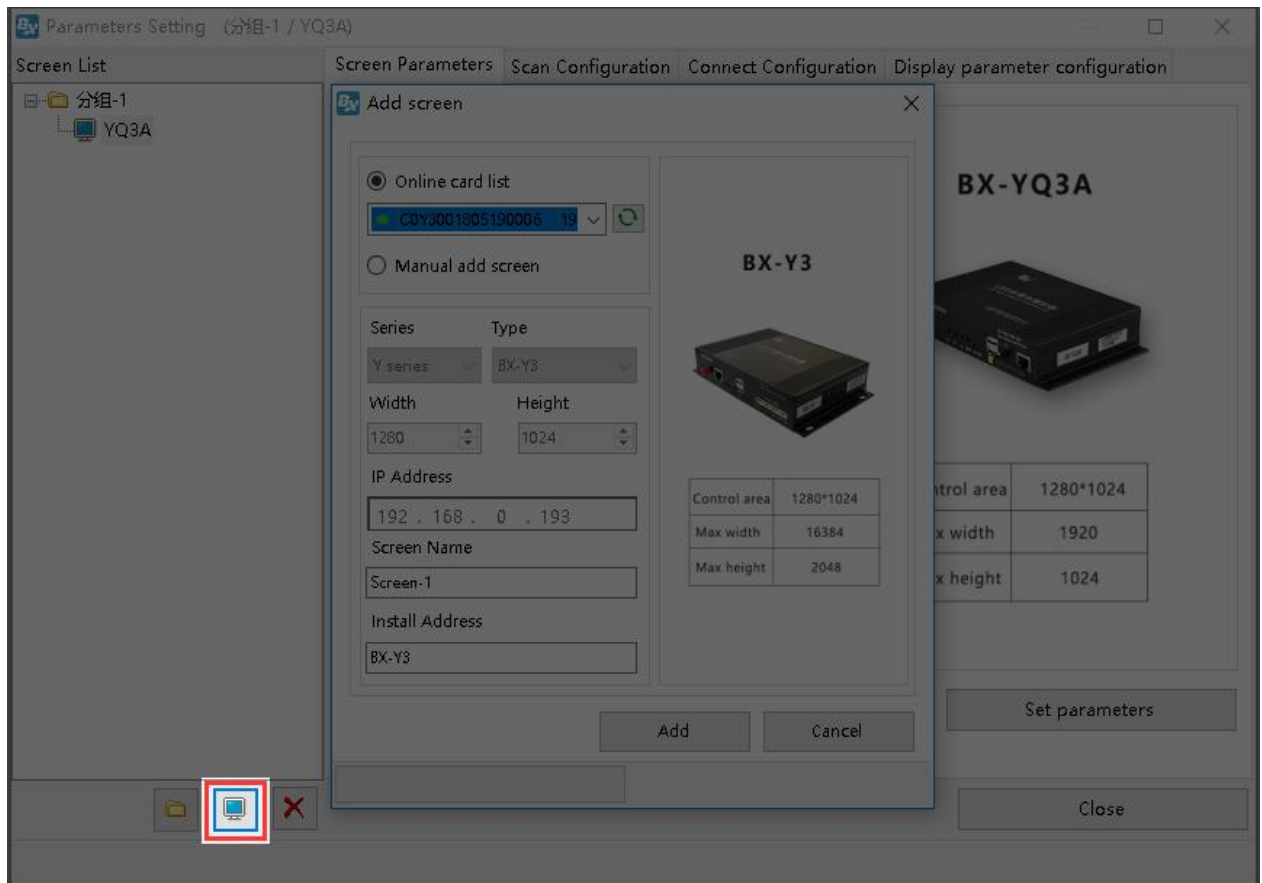 Parameters Setting (分组-1 / YQ3A)
Screen List
Screen Parameters Scan Configuration Connect Configuration Display parameter configuration
分组-1
YQ3A
Add screen
Online card list
C0Y3001805190006 19
Manual add screen
Series Type
Y series BX-Y3
Width Height
1280 1024
IP Address
192 . 168 . 0 . 193
Screen Name
Screen-1
Install Address
BX-Y3
BX-Y3
Control area 1280*1024
Max width 16384
Max height 2048
Add Cancel
BX-YQ3A
ntrol area 1280*1024
x width 1920
x height 1024
Set parameters
Close